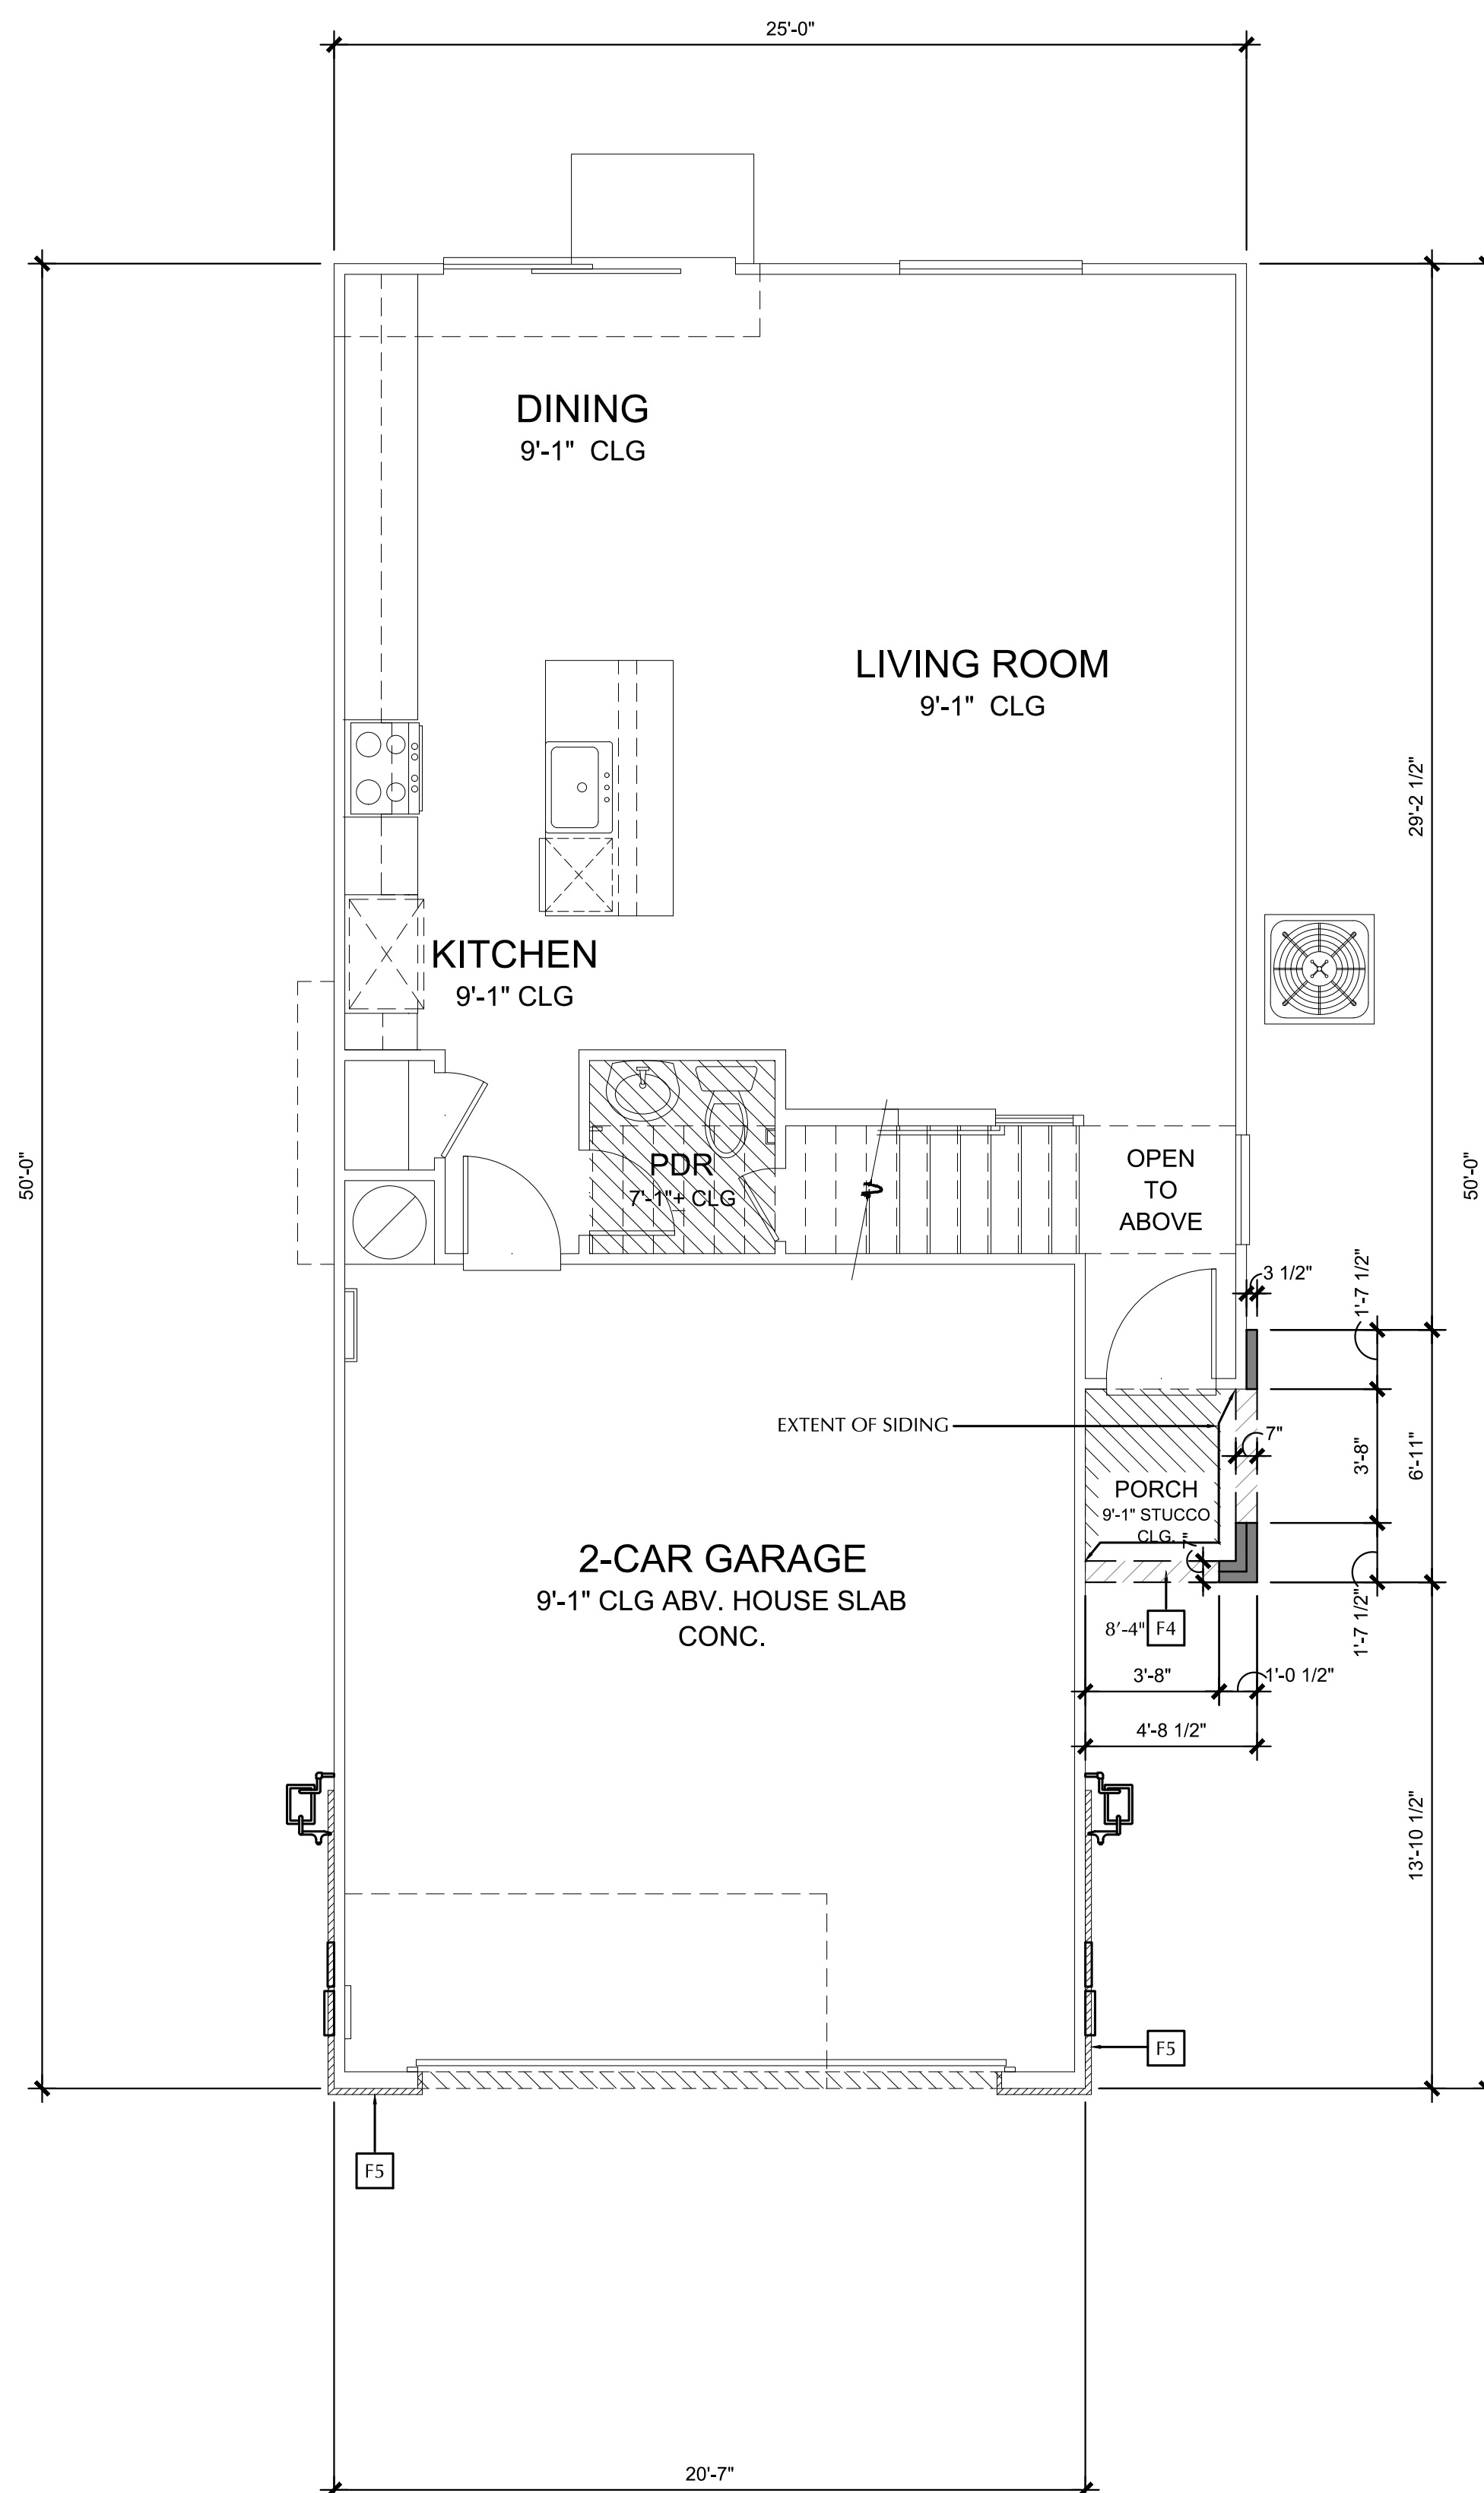 25'-0"
DINING
9'-1" CLG
LIVING ROOM
9'-1" CLG
29'-2 1/2"
KITCHEN
9'-1" CLG
50'-0"
PDR
7'-1"+ CLG
OPEN
TO
ABOVE
50'-0"
3 1/2"
1'-7 1/2"
EXTENT OF SIDING
7"
3'-8"
6'-11"
PORCH
9'-1" STUCCO
CLG.
7"
2-CAR GARAGE
9'-1" CLG ABV. HOUSE SLAB
CONC.
8'-4"
F4
1'-7 1/2"
3'-8"
1'-0 1/2"
4'-8 1/2"
13'-10 1/2"
F5
F5
20'-7"